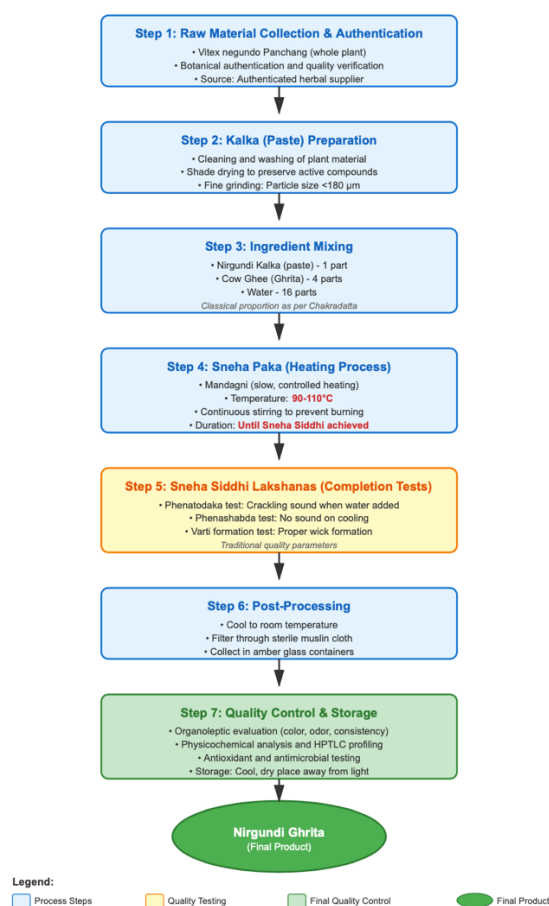 Step 1: Raw Material Collection & Authentication
• Vitex negundo Panchang (whole plant)
• Botanical authentication and quality verification
• Source: Authenticated herbal supplier
Step 2: Kalka (Paste) Preparation
• Cleaning and washing of plant material
• Shade drying to preserve active compounds
• Fine grinding: Particle size <180 μm
Step 3: Ingredient Mixing
• Nirgundi Kalka (paste) - 1 part
• Cow Ghee (Ghrita) - 4 parts
• Water - 16 parts
Classical proportion as per Chakradatta
Step 4: Sneha Paka (Heating Process)
• Mandagni (slow, controlled heating)
• Temperature: 90-110°C
• Continuous stirring to prevent burning
• Duration: Until Sneha Siddhi achieved
Step 5: Sneha Siddhi Lakshanas (Completion Tests)
• Phenatodaka test: Crackling sound when water added
• Phenashabda test: No sound on cooling
• Varti formation test: Proper wick formation
Traditional quality parameters
Step 6: Post-Processing
• Cool to room temperature
• Filter through sterile muslin cloth
• Collect in amber glass containers
Step 7: Quality Control & Storage
• Organoleptic evaluation (color, odor, consistency)
• Physicochemical analysis and HPTLC profiling
• Antioxidant and antimicrobial testing
• Storage: Cool, dry place away from light
Nirgundi Ghrita
(Final Product)
Legend:
Process Steps
Quality Testing
Final Quality Control
Final Product